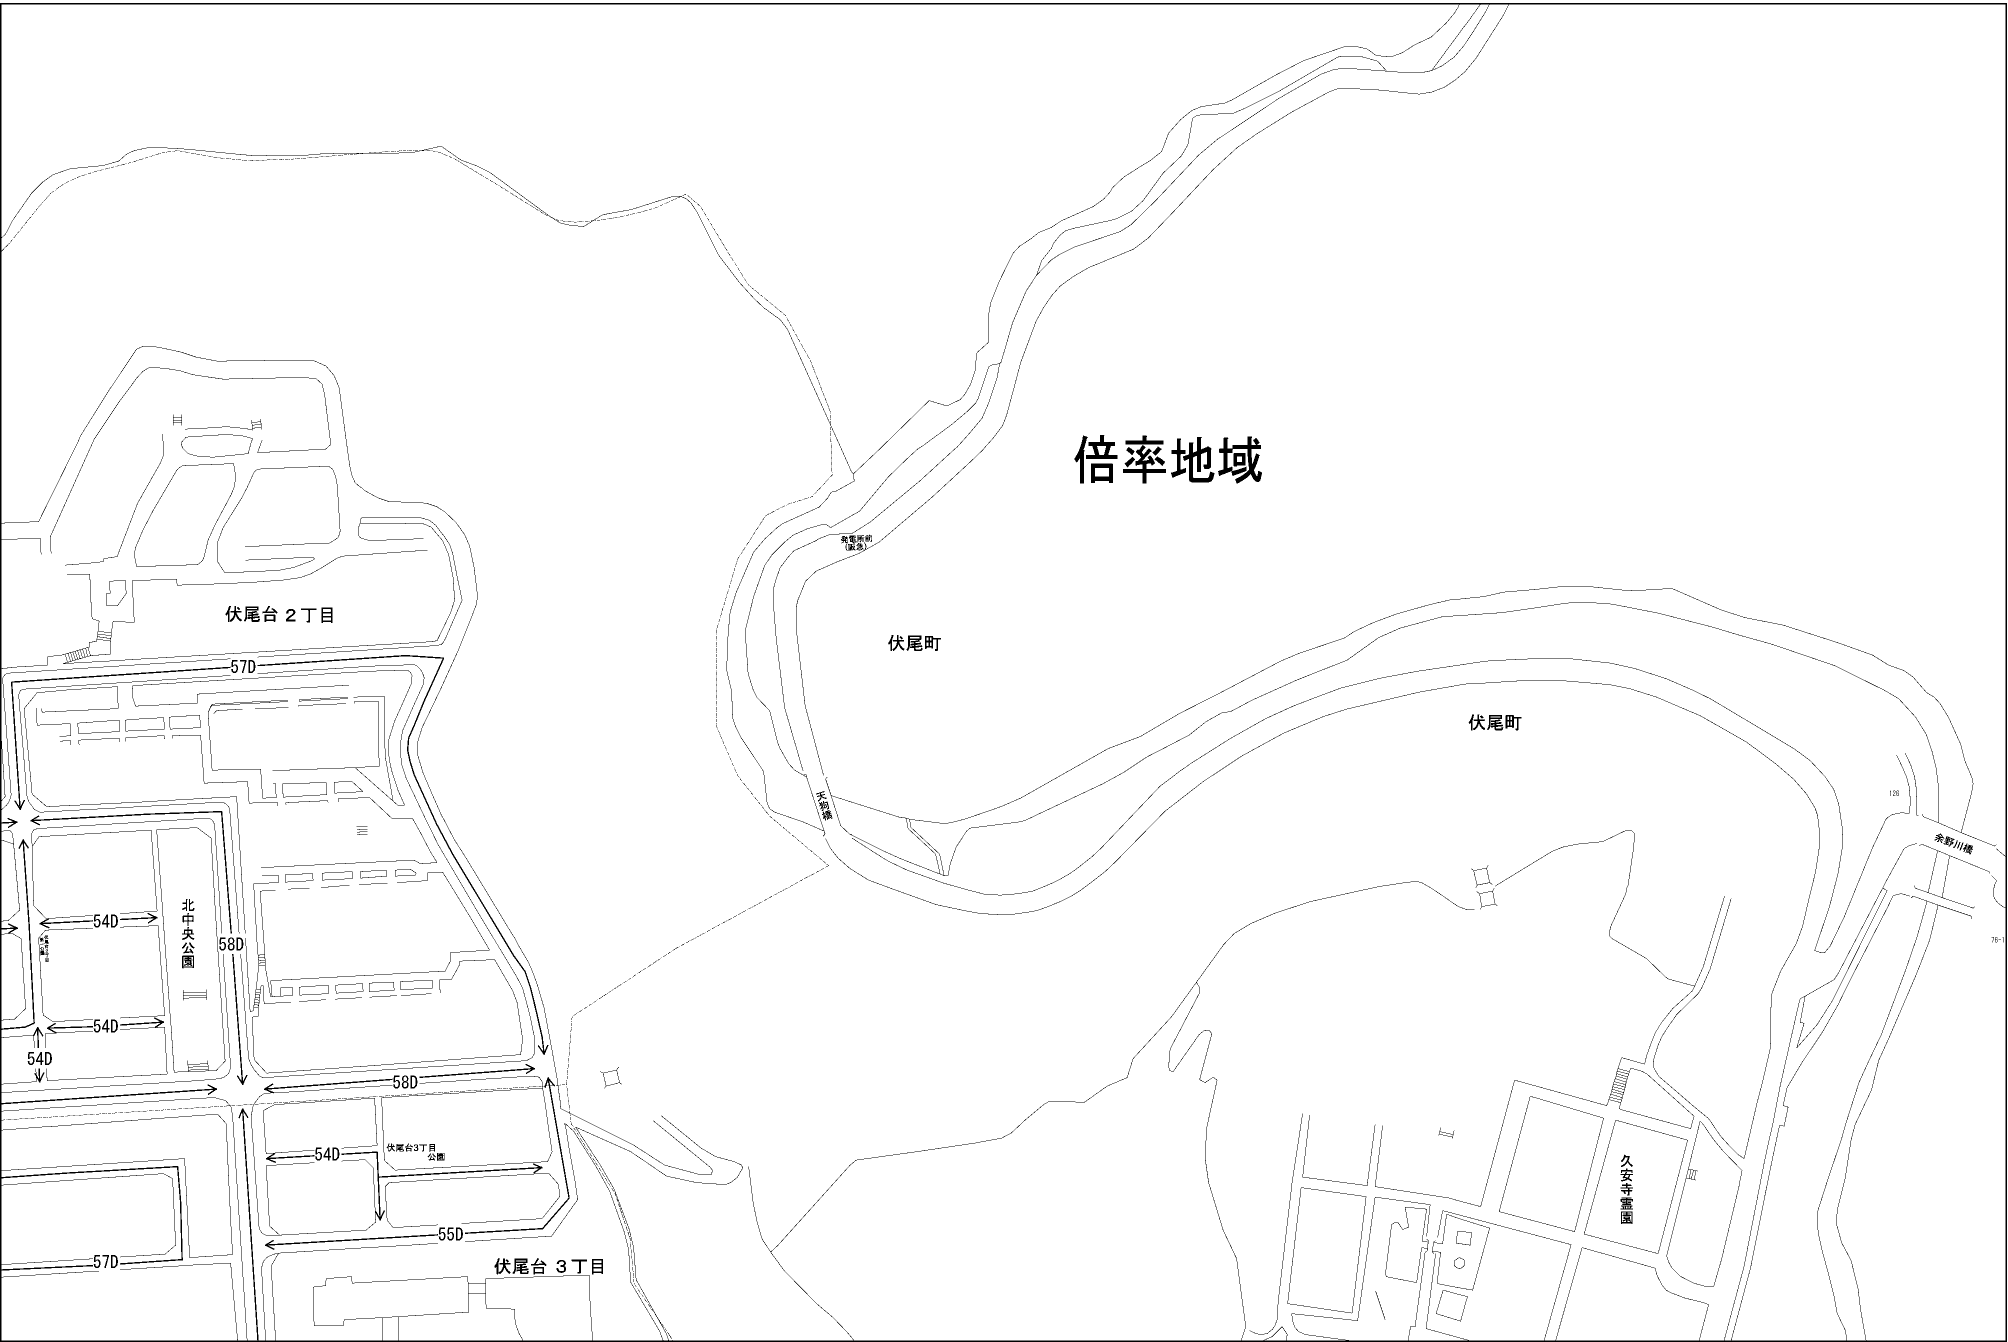 倍率地域
発電所前
(阪急)
伏尾台 2 丁目
伏尾町
57D
伏尾町
天狗橋
126
余野川橋
北中央公園
54D
58D
76-1
54D
54D
58D
伏尾台3丁目
公園
54D
久安寺霊園
55D
57D
伏尾台 3 丁目